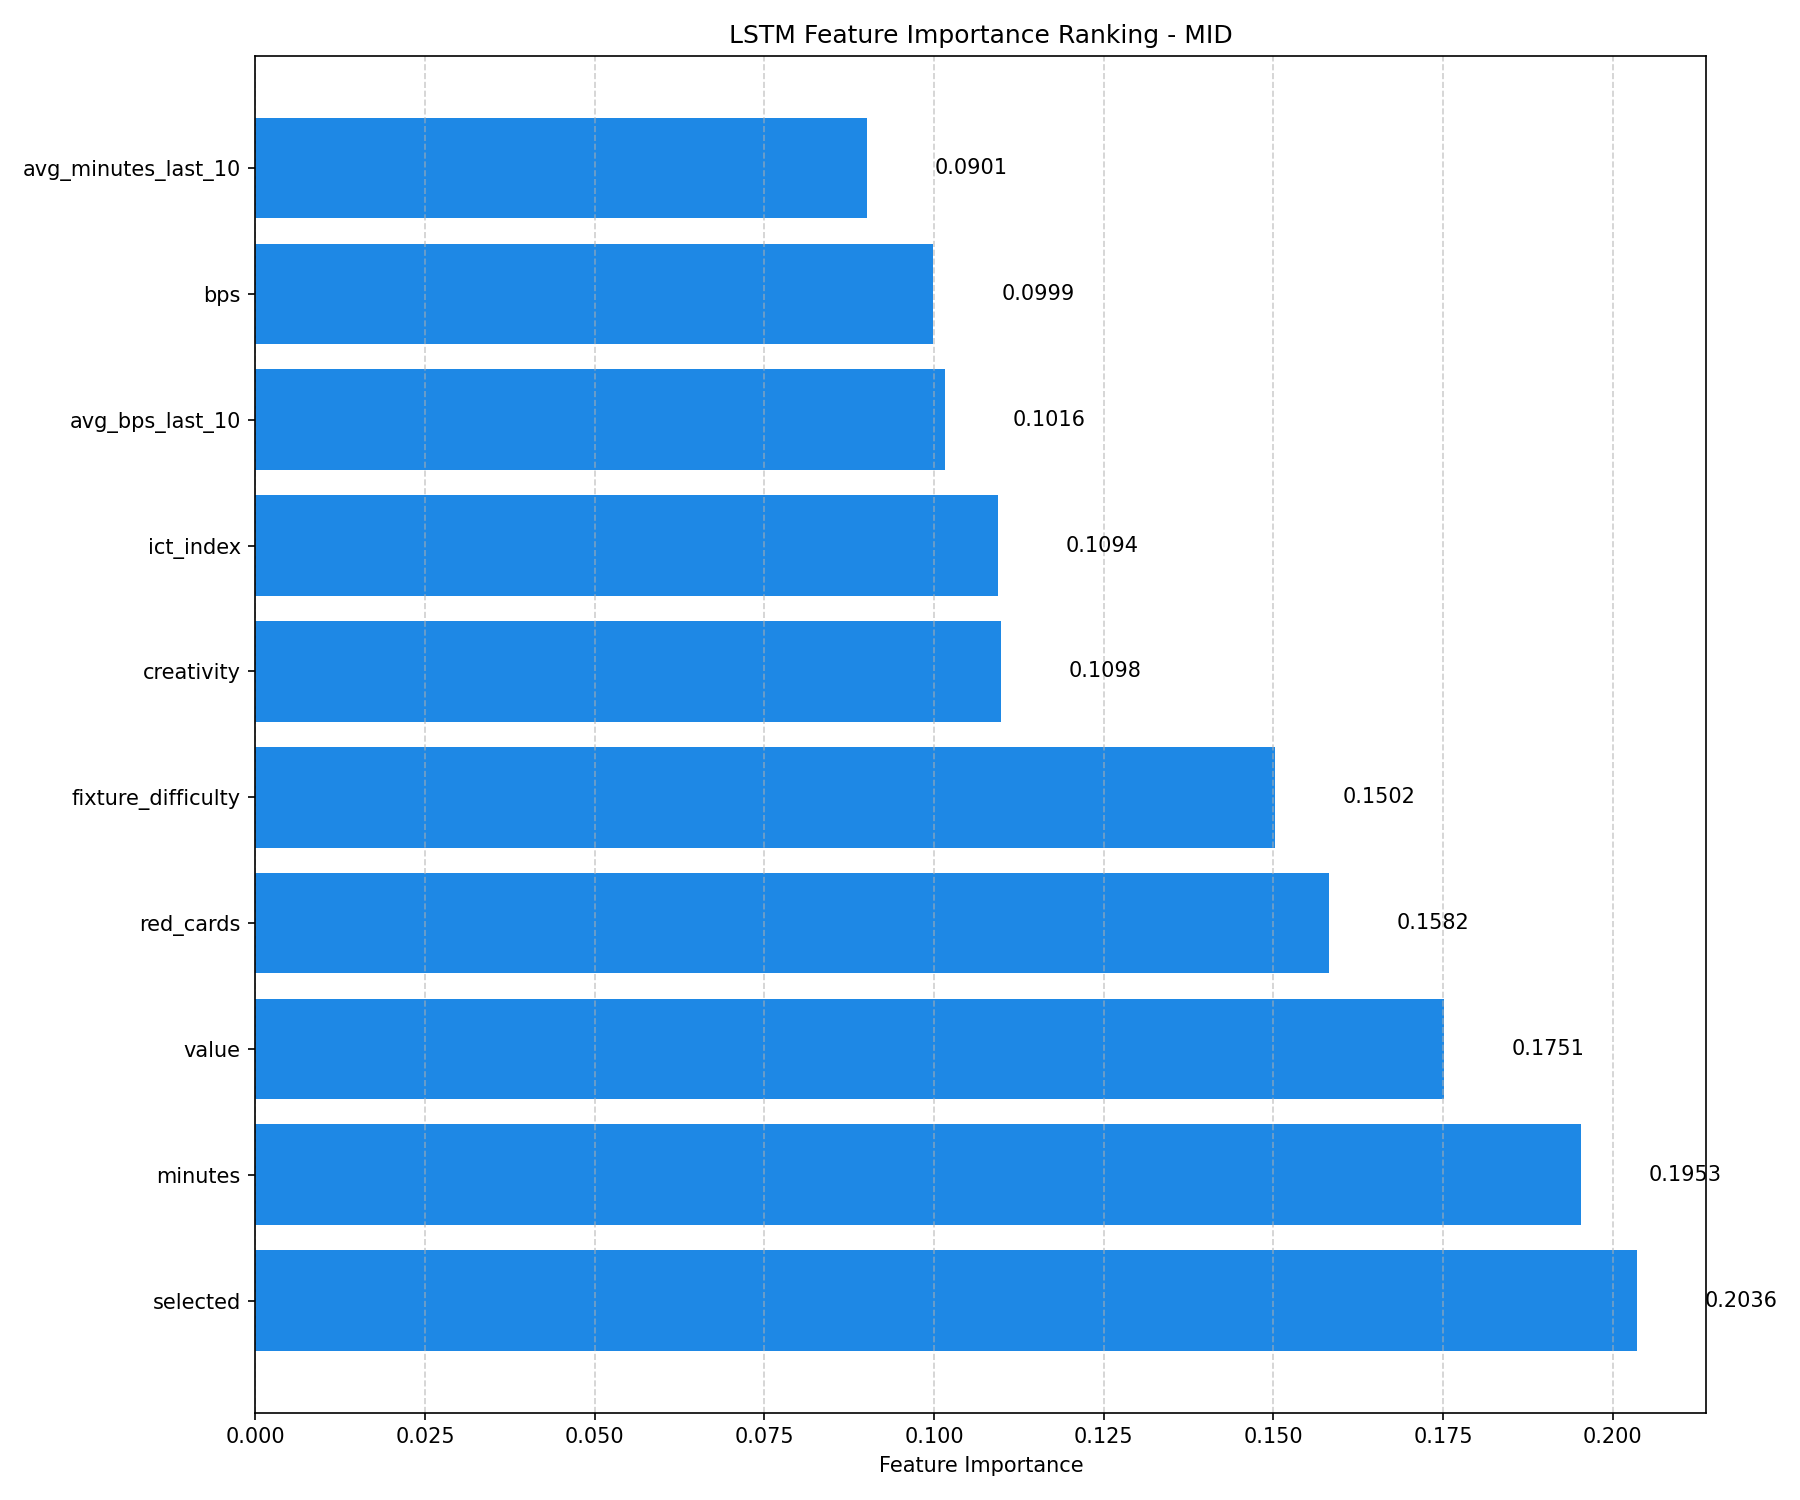 LSTM Feature Importance Ranking - MID
avg_minutes_last_10 0.0901
bps 0.0999
avg_bps_last_10 0.1016
ict_index 0.1094
creativity 0.1098
fixture_difficulty 0.1502
red_cards 0.1582
value 0.1751
minutes 0.1953
selected 0.2036
0.000 0.025 0.050 0.075 0.100 0.125 0.150 0.175 0.200
Feature Importance